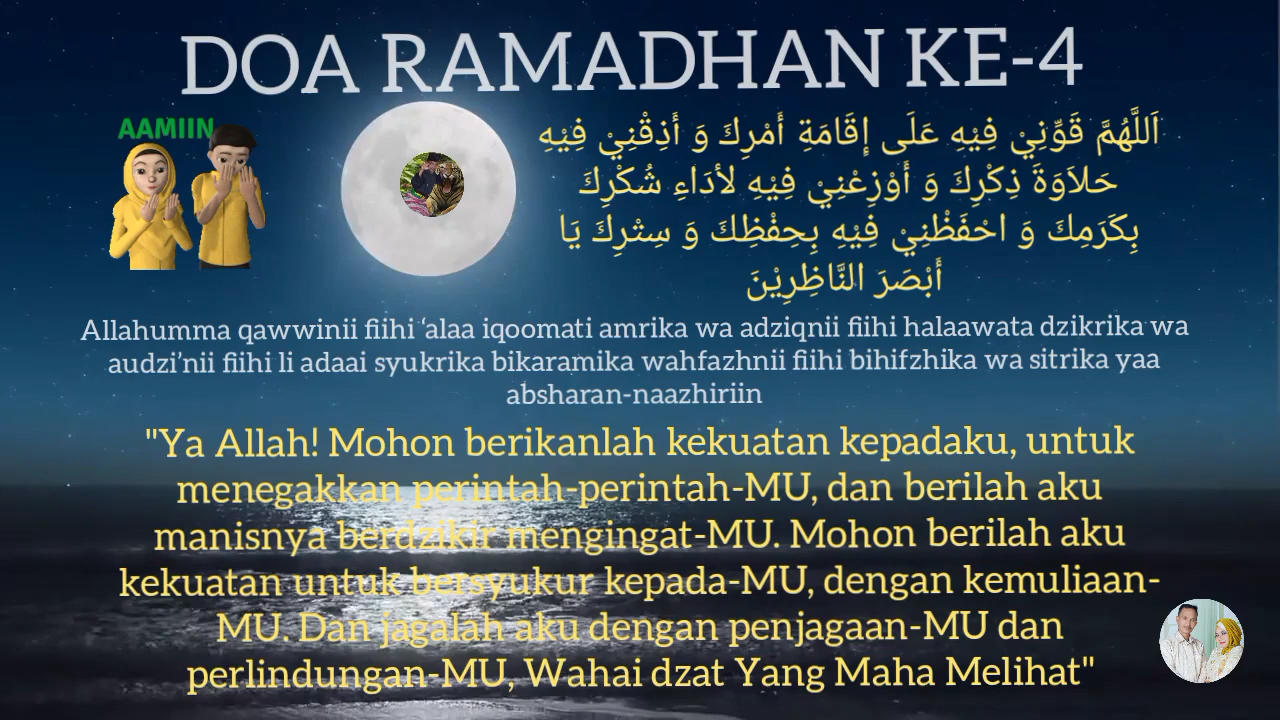 DOA RAMADHAN KE-4
AAMIIN
اَللَّهُمَّ قَوِّنِيْ فِيْهِ عَلَى إِقَامَةِ أَمْرِكَ وَ أَذِقْنِيْ فِيْهِ
حَلاَوَةَ ذِكْرِكَ وَ أَوْزِعْنِيْ فِيْهِ لأدَاءِ شُكْرِكَ
بِكَرَمِكَ وَ احْفَظْنِيْ فِيْهِ بِحِفْظِكَ وَ سِتْرِكَ يَا
أَبْصَرَ النَّاظِرِيْنَ
Allahumma qawwinii fiihi ‘alaa iqoomati amrika wa adziqnii fiihi halaawata dzikrika wa
audzi’nii fiihi li adaai syukrika bikaramika wahfazhnii fiihi bihifzhika wa sitrika yaa
absharan-naazhiriin
"Ya Allah! Mohon berikanlah kekuatan kepadaku, untuk
menegakkan perintah-perintah-MU, dan berilah aku
manisnya berdzikir mengingat-MU. Mohon berilah aku
kekuatan untuk bersyukur kepada-MU, dengan kemuliaan-
MU. Dan jagalah aku dengan penjagaan-MU dan
perlindungan-MU, Wahai dzat Yang Maha Melihat"